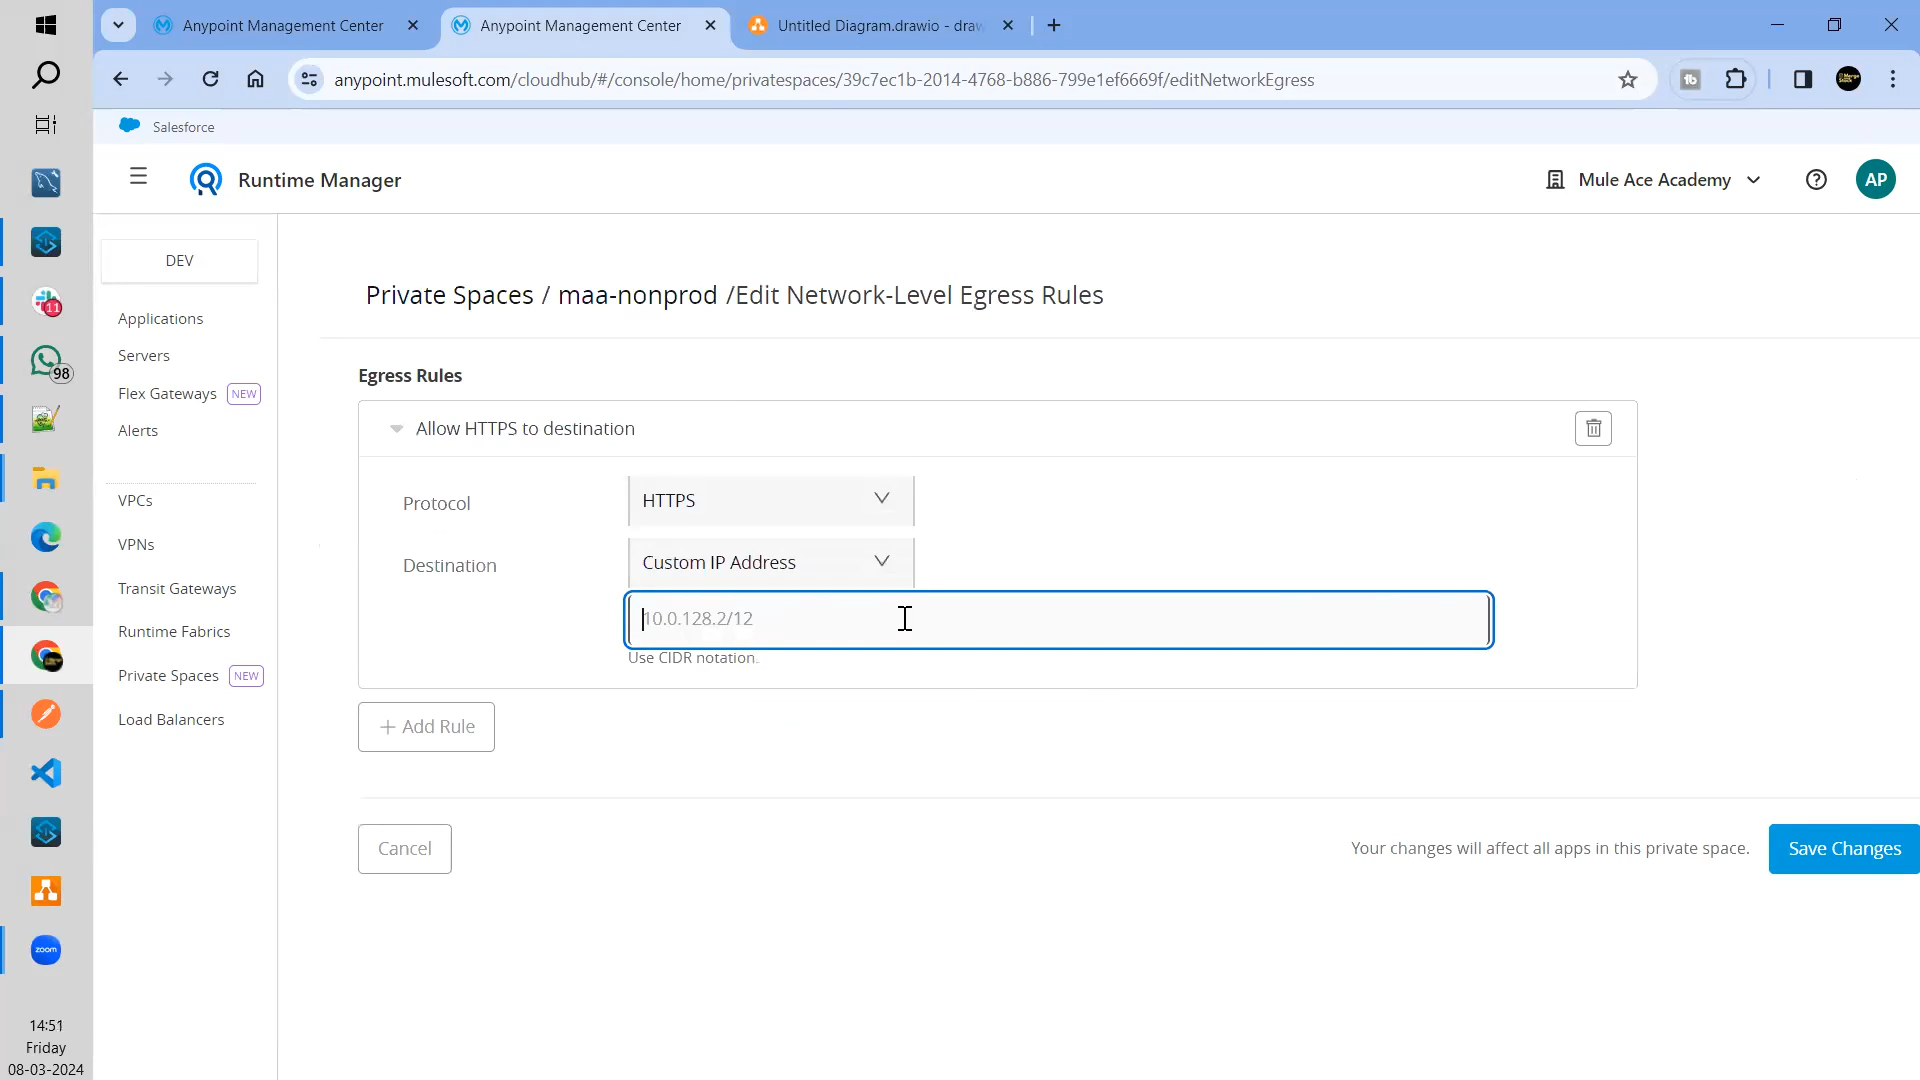 Anypoint Management Center
Anypoint Management Center
Untitled Diagram.drawio - draw
anypoint.mulesoft.com/cloudhub/#/console/home/privatespaces/39c7ec1b-2014-4768-b886-799e1ef6669f/editNetworkEgress
Salesforce
Runtime Manager
Mule Ace Academy
AP
DEV
Applications
Servers
Flex Gateways NEW
Alerts
VPCs
VPNs
Transit Gateways
Runtime Fabrics
Private Spaces NEW
Load Balancers
Private Spaces / maa-nonprod /Edit Network-Level Egress Rules
Egress Rules
Allow HTTPS to destination
Protocol
HTTPS
Destination
Custom IP Address
10.0.128.2/12
Use CIDR notation.
+ Add Rule
Cancel
Your changes will affect all apps in this private space.
Save Changes
11
98
zoom
14:51
Friday
08-03-2024